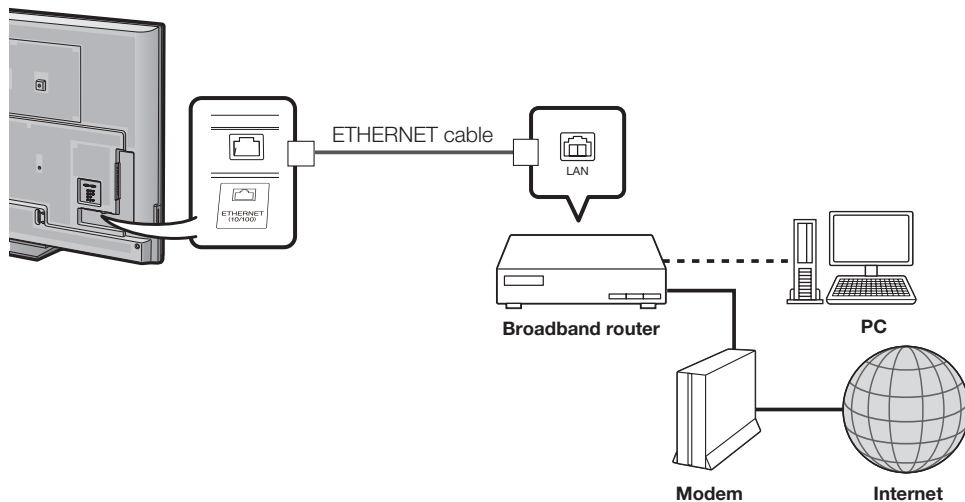 ETHERNET cable
LAN
ETHERNET
(10/100)
Broadband router
PC
Modem
Internet